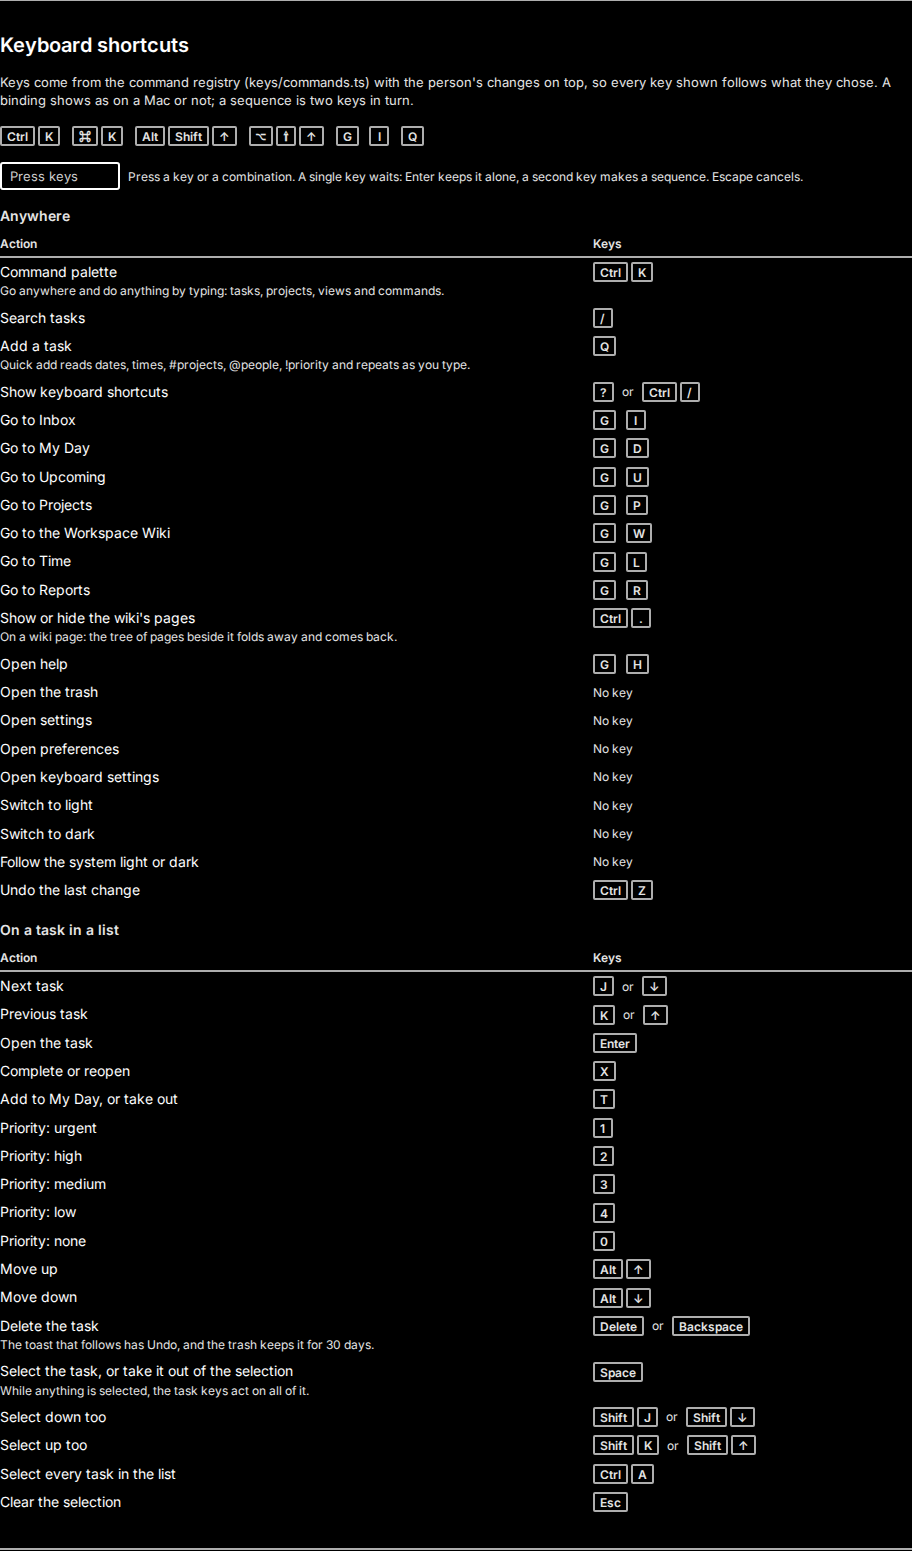 Keyboard shortcuts
Keys come from the command registry (keys/commands.ts) with the person's changes on top, so every key shown follows what they chose. A
binding shows as on a Mac or not; a sequence is two keys in turn.
Ctrl K ⌘ K Alt Shift ↑ ⌥ ⇧ ↑ G I Q
Press keys Press a key or a combination. A single key waits: Enter keeps it alone, a second key makes a sequence. Escape cancels.
Anywhere
Action Keys
Command palette Ctrl K
Go anywhere and do anything by typing: tasks, projects, views and commands.
Search tasks /
Add a task Q
Quick add reads dates, times, #projects, @people, !priority and repeats as you type.
Show keyboard shortcuts ? or Ctrl /
Go to Inbox G I
Go to My Day G D
Go to Upcoming G U
Go to Projects G P
Go to the Workspace Wiki G W
Go to Time G L
Go to Reports G R
Show or hide the wiki's pages Ctrl .
On a wiki page: the tree of pages beside it folds away and comes back.
Open help G H
Open the trash No key
Open settings No key
Open preferences No key
Open keyboard settings No key
Switch to light No key
Switch to dark No key
Follow the system light or dark No key
Undo the last change Ctrl Z
On a task in a list
Action Keys
Next task J or ↓
Previous task K or ↑
Open the task Enter
Complete or reopen X
Add to My Day, or take out T
Priority: urgent 1
Priority: high 2
Priority: medium 3
Priority: low 4
Priority: none 0
Move up Alt ↑
Move down Alt ↓
Delete the task Delete or Backspace
The toast that follows has Undo, and the trash keeps it for 30 days.
Select the task, or take it out of the selection Space
While anything is selected, the task keys act on all of it.
Select down too Shift J or Shift ↓
Select up too Shift K or Shift ↑
Select every task in the list Ctrl A
Clear the selection Esc